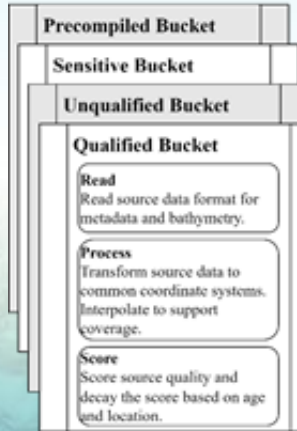 Precompiled Bucket
Sensitive Bucket
Unqualified Bucket
Qualified Bucket
Read
Read source data format for
metadata and bathymetry.
Process
Transform source data to
common coordinate systems.
Interpolate to support
coverage.
Score
Score source quality and
decay the score based on age
and location.